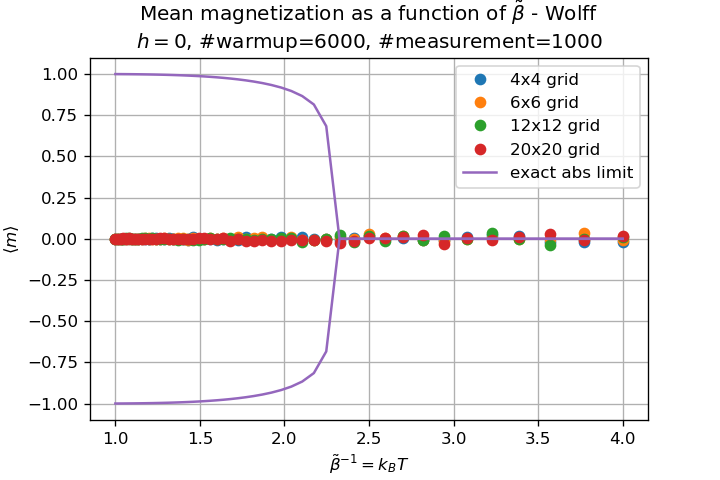 Mean magnetization as a function of β̃ - Wolff
h = 0, #warmup=6000, #measurement=1000
1.00
0.75
0.50
0.25
0.00
−0.25
−0.50
−0.75
−1.00
⟨m⟩
4x4 grid
6x6 grid
12x12 grid
20x20 grid
exact abs limit
1.0 1.5 2.0 2.5 3.0 3.5 4.0
β̃⁻¹ = k_BT